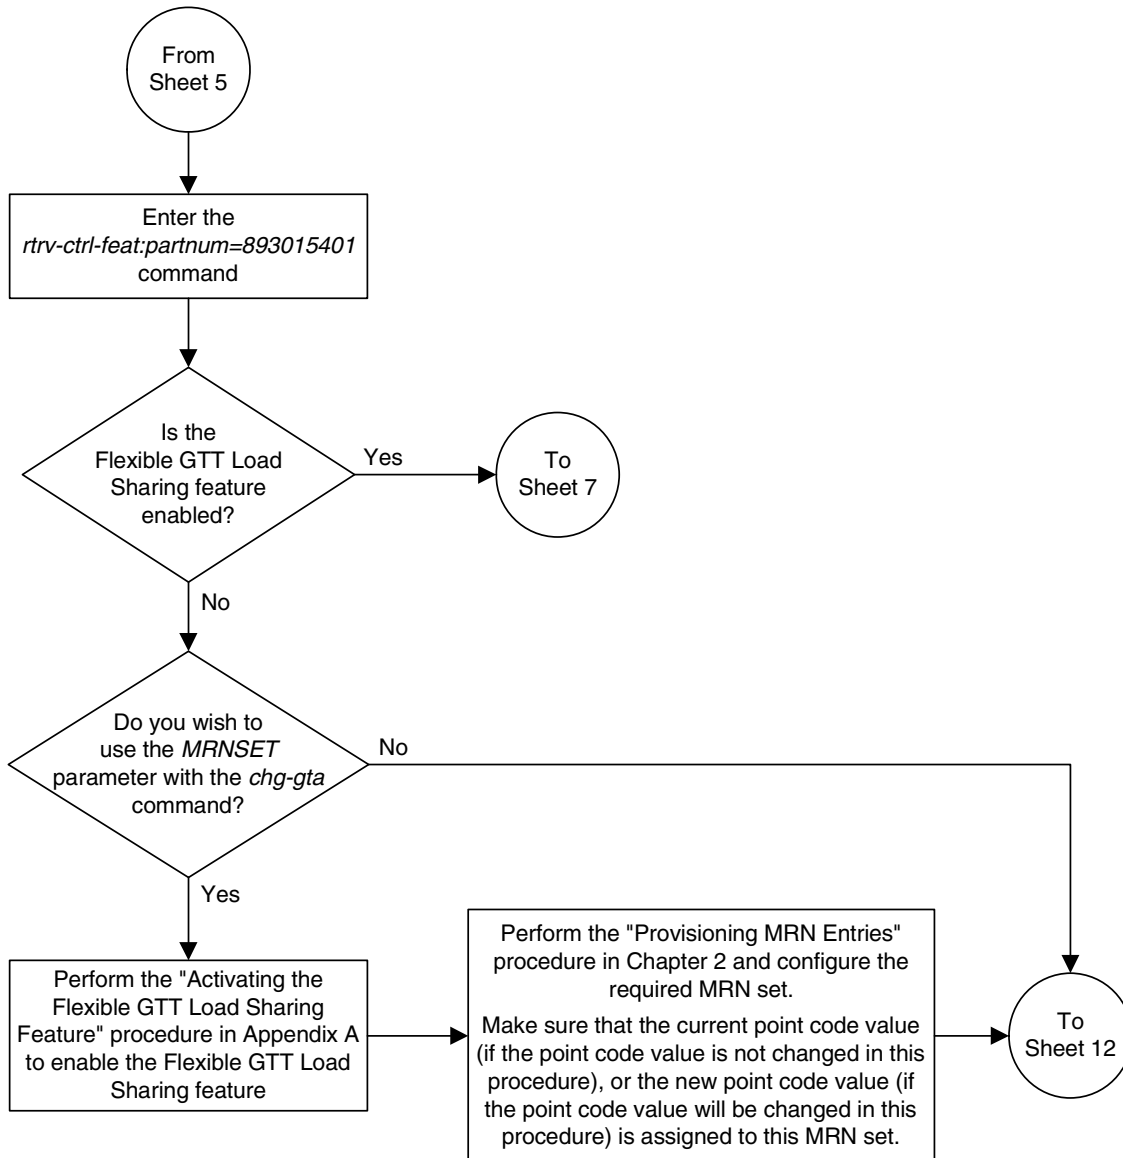 From
Sheet 5
Enter the
rtrv-ctrl-feat:partnum=893015401
command
Is the
Flexible GTT Load
Sharing feature
enabled?
Yes
To
Sheet 7
No
Do you wish to
use the MRNSET
parameter with the chg-gta
command?
No
Yes
Perform the "Activating the
Flexible GTT Load Sharing
Feature" procedure in Appendix A
to enable the Flexible GTT Load
Sharing feature
Perform the "Provisioning MRN Entries"
procedure in Chapter 2 and configure the
required MRN set.
Make sure that the current point code value
(if the point code value is not changed in this
procedure), or the new point code value (if
the point code value will be changed in this
procedure) is assigned to this MRN set.
To
Sheet 12